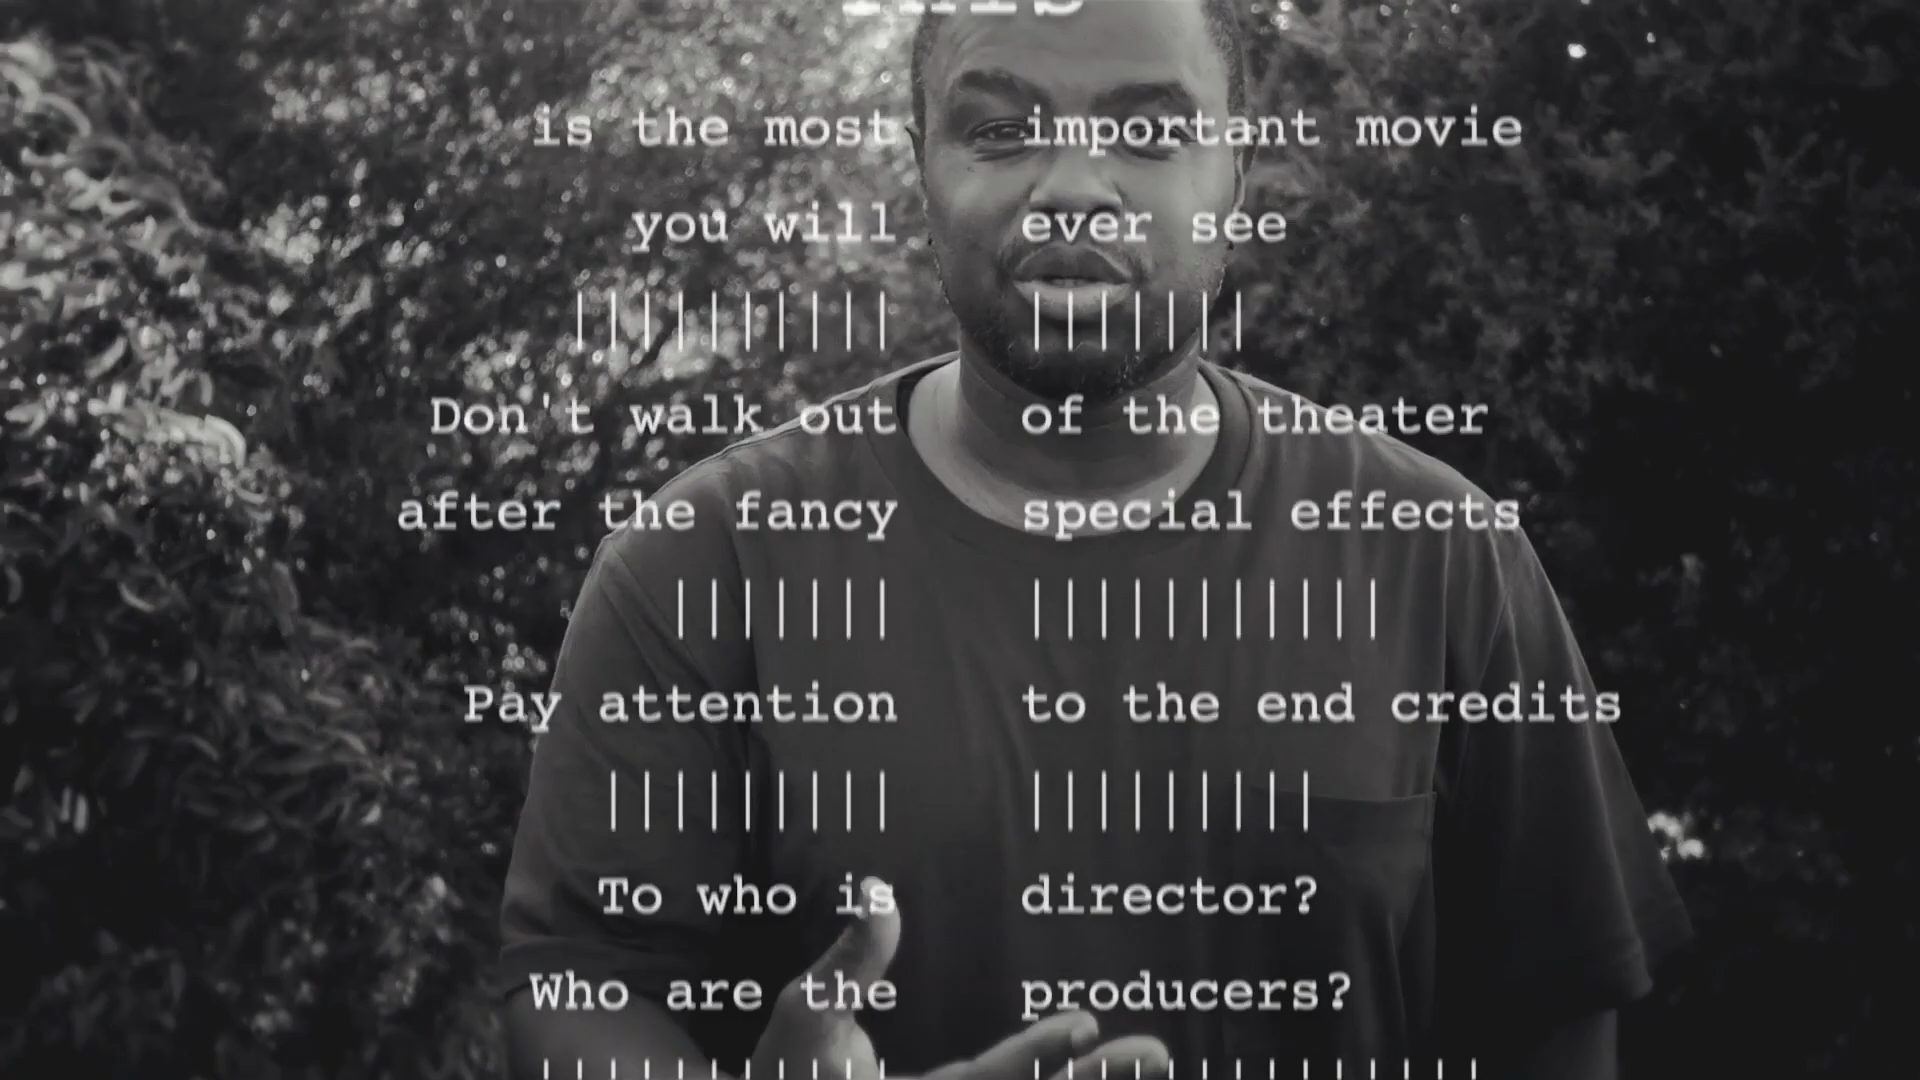 is the most important movie
you will ever see
Don't walk out of the theater
after the fancy special effects
Pay attention to the end credits
To who is director?
Who are the producers?